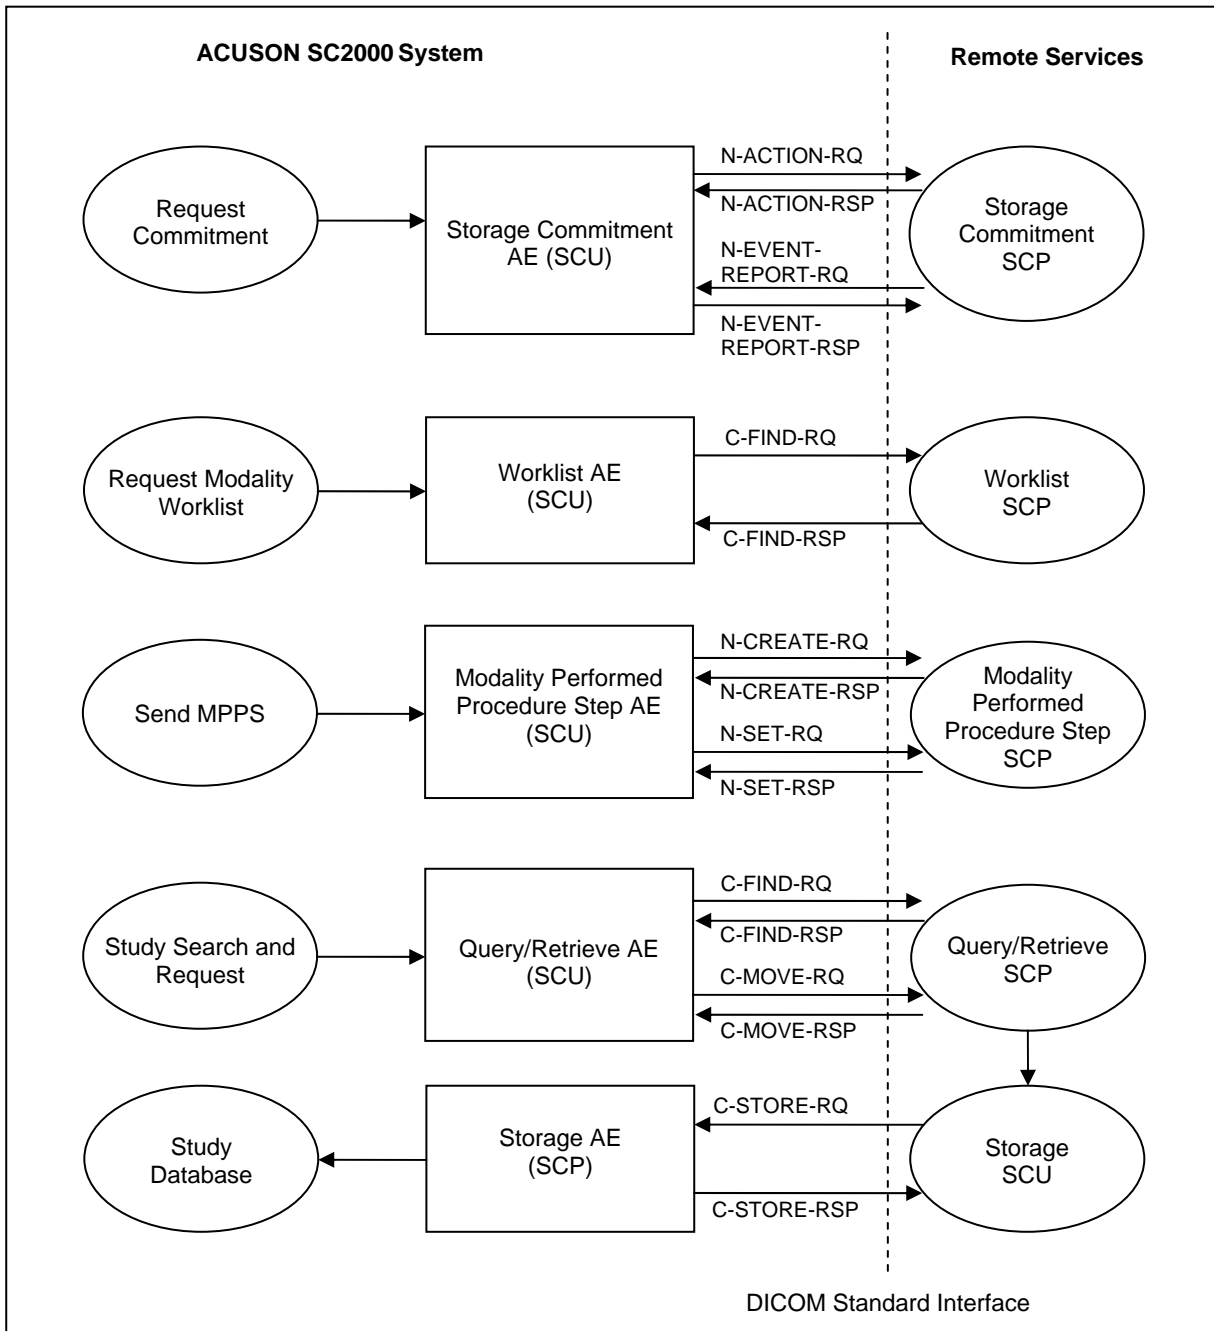 ACUSON SC2000 System
Remote Services
Request
Commitment
Storage Commitment
AE (SCU)
N-ACTION-RQ
N-ACTION-RSP
N-EVENT-
REPORT-RQ
N-EVENT-
REPORT-RSP
Storage
Commitment
SCP
Request Modality
Worklist
Worklist AE
(SCU)
C-FIND-RQ
C-FIND-RSP
Worklist
SCP
Send MPPS
Modality Performed
Procedure Step AE
(SCU)
N-CREATE-RQ
N-CREATE-RSP
N-SET-RQ
N-SET-RSP
Modality
Performed
Procedure Step
SCP
Study Search and
Request
Query/Retrieve AE
(SCU)
C-FIND-RQ
C-FIND-RSP
C-MOVE-RQ
C-MOVE-RSP
Query/Retrieve
SCP
Study
Database
Storage AE
(SCP)
C-STORE-RQ
C-STORE-RSP
Storage
SCU
DICOM Standard Interface